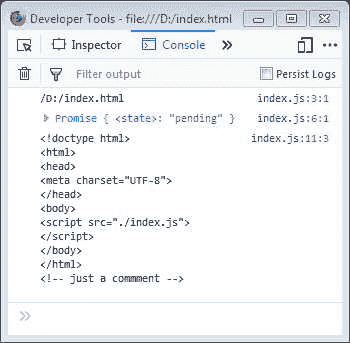 Developer Tools - file:///D:/index.html
Inspector Console »
Filter output Persist Logs
/D:/index.html index.js:3:1
Promise { <state>: "pending" } index.js:6:1
<!doctype html> index.js:11:3
<html>
<head>
<meta charset="UTF-8">
</head>
<body>
<script src="./index.js">
</script>
</body>
</html>
<!-- just a commment -->
»